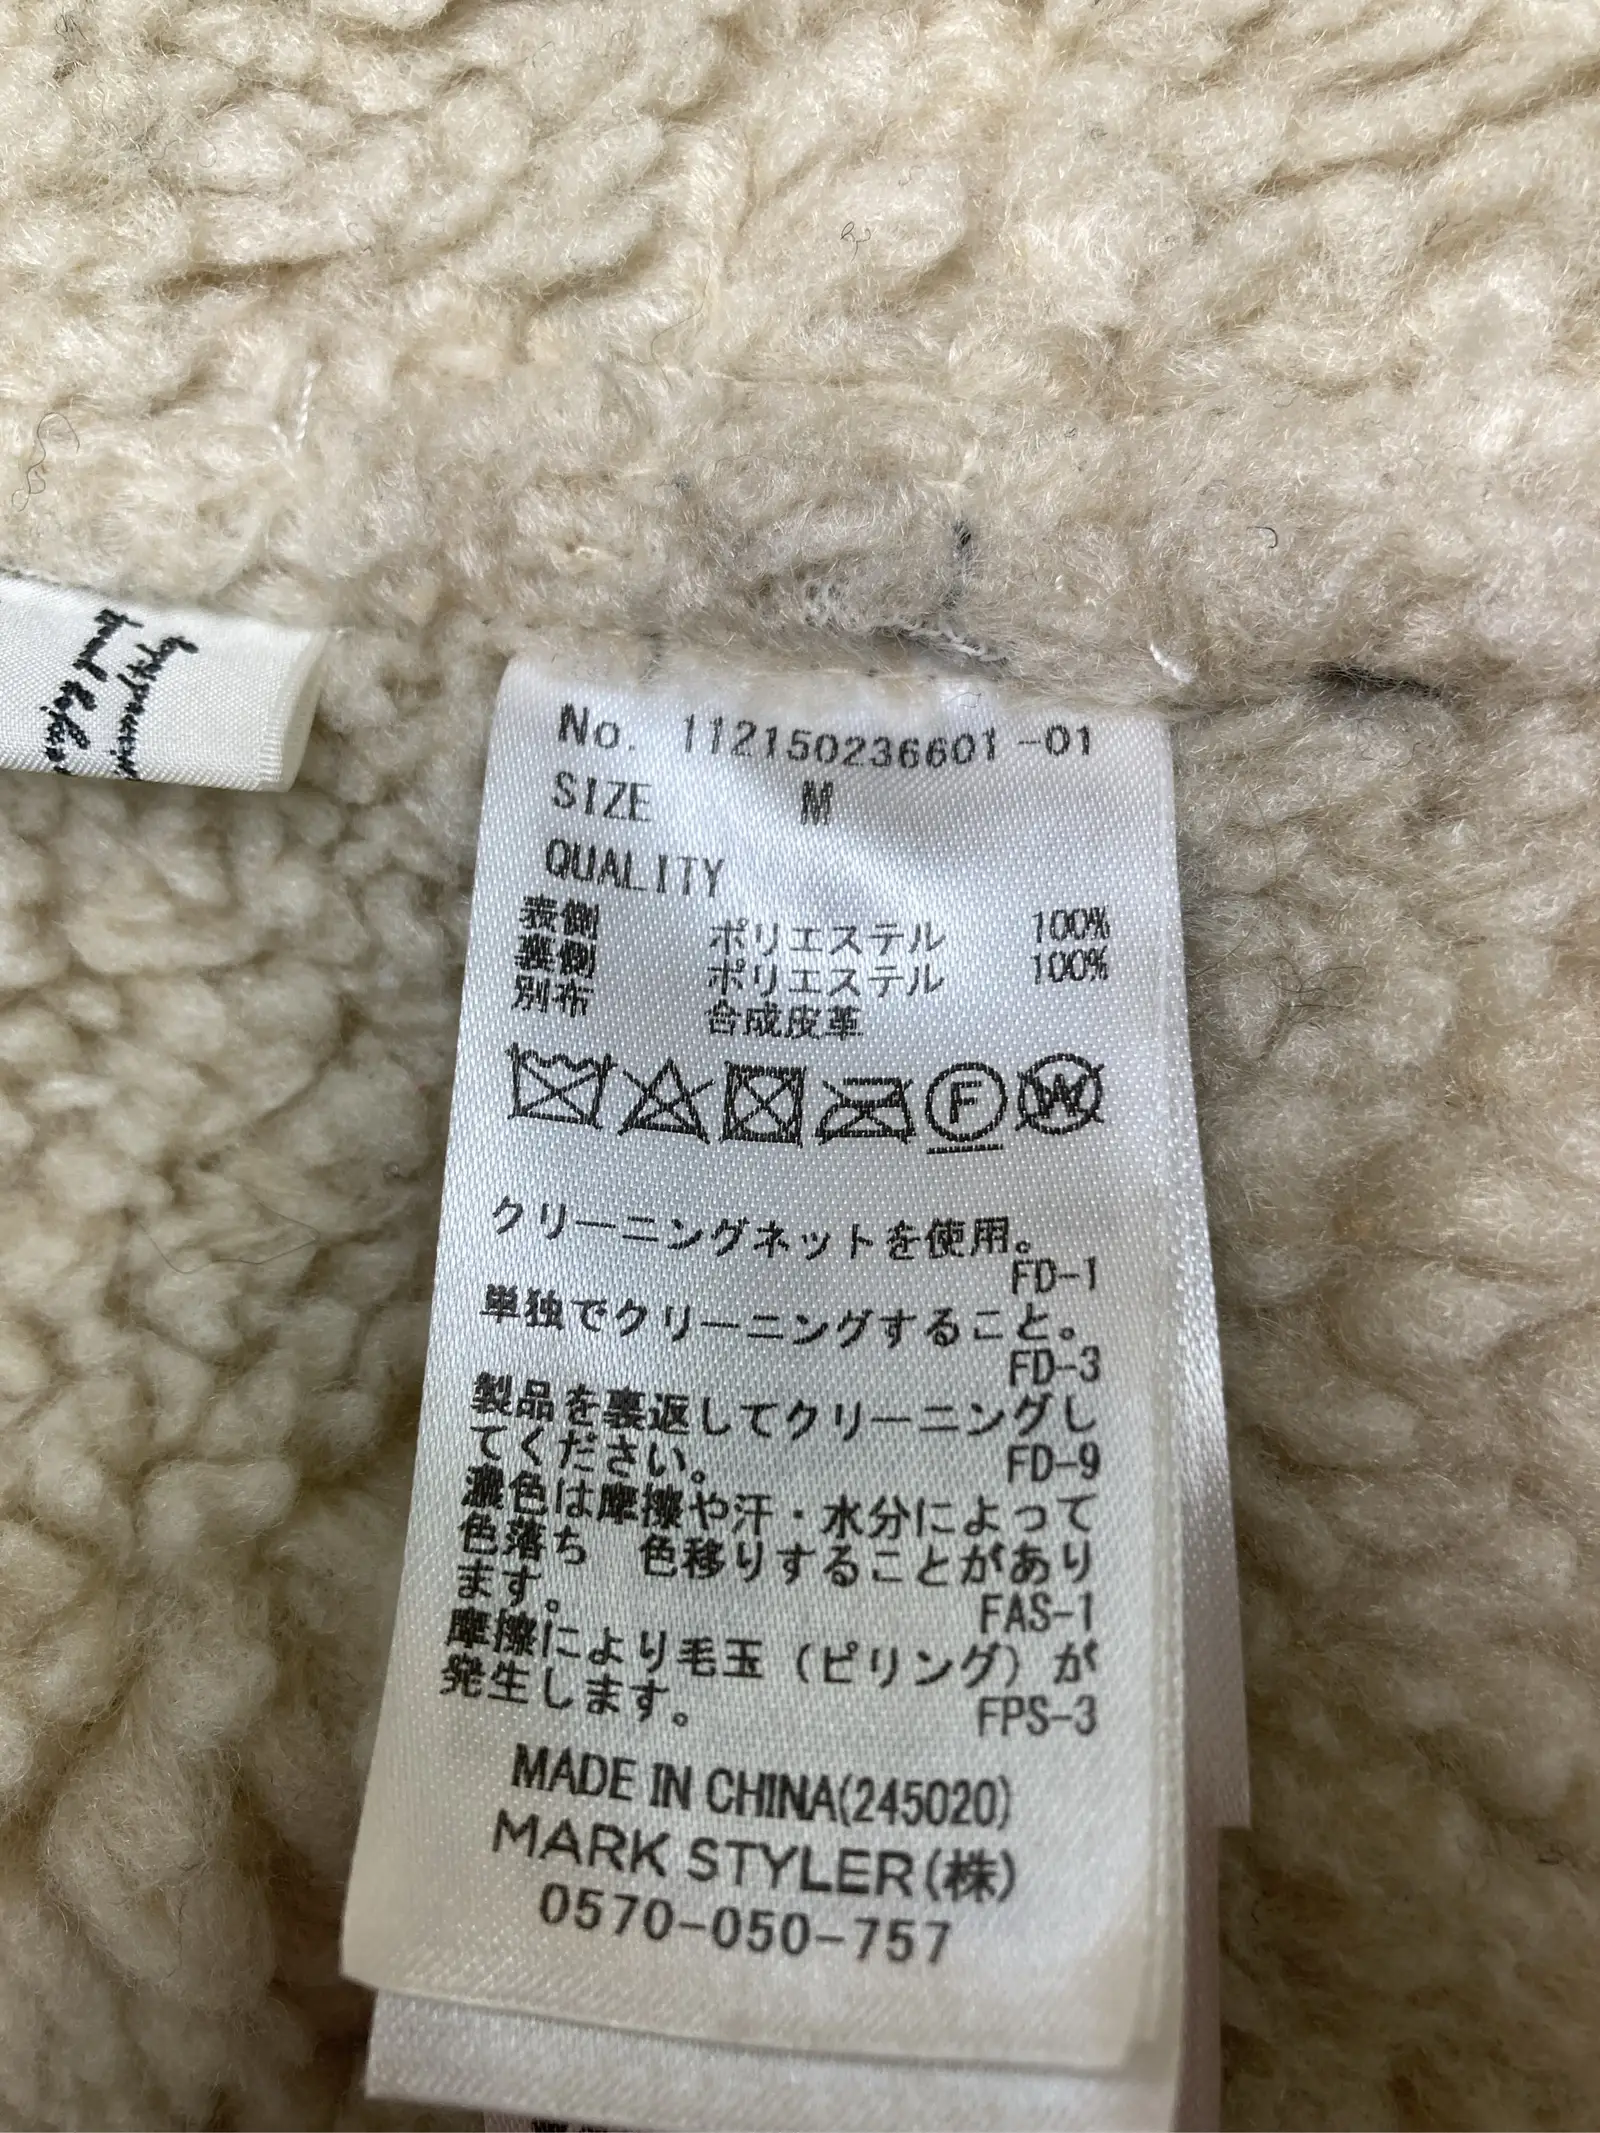 No. 112150236601-01
SIZE M
QUALITY
表側 ポリエステル 100%
裏側 ポリエステル 100%
別布 合成皮革
F W
クリーニングネットを使用。
FD-1
単独でクリーニングすること。
FD-3
製品を裏返してクリーニングし
てください。 FD-9
濃色は摩擦や汗・水分によって
色落ち 色移りすることがあり
ます。 FAS-1
摩擦により毛玉（ピリング）が
発生します。 FPS-3
MADE IN CHINA(245020)
MARK STYLER(株)
0570-050-757